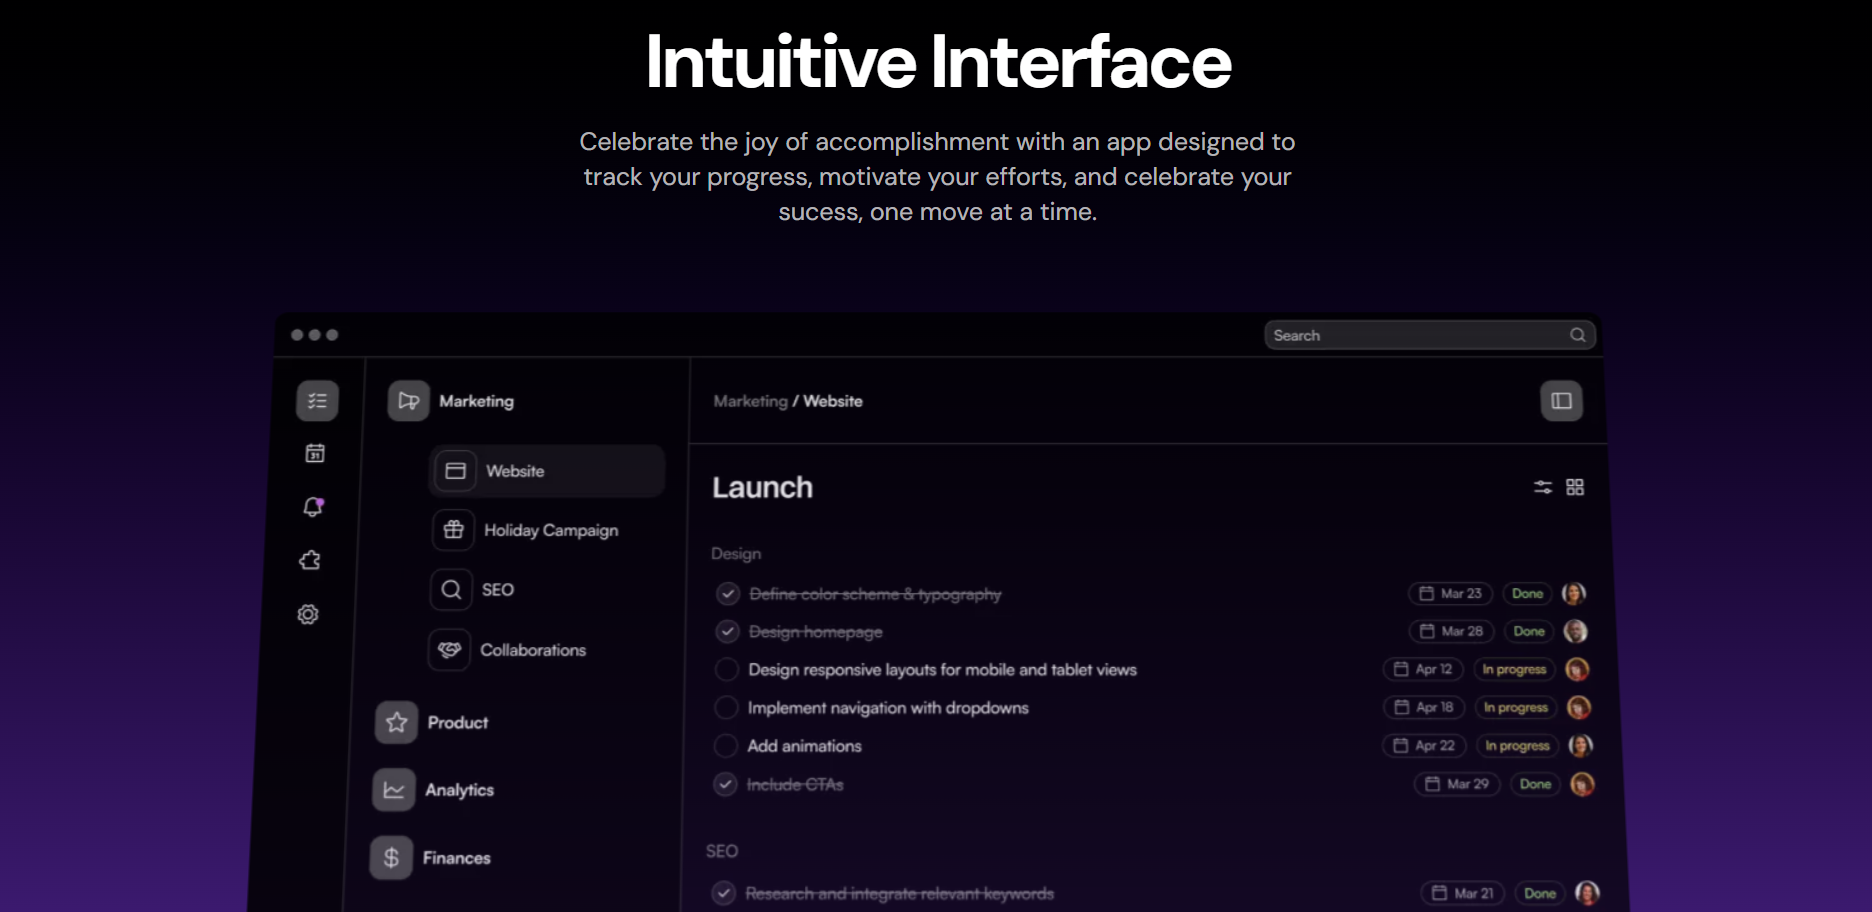 Intuitive Interface
Celebrate the joy of accomplishment with an app designed to
track your progress, motivate your efforts, and celebrate your
sucess, one move at a time.
Search
Marketing
Website
Holiday Campaign
SEO
Collaborations
Product
Analytics
Finances
31
Marketing / Website
Launch
Design
Define color scheme & typography Mar 23 Done
Design homepage Mar 28 Done
Design responsive layouts for mobile and tablet views Apr 12 In progress
Implement navigation with dropdowns Apr 18 In progress
Add animations Apr 22 In progress
Include CTAs Mar 29 Done
SEO
Research and integrate relevant keywords Mar 21 Done